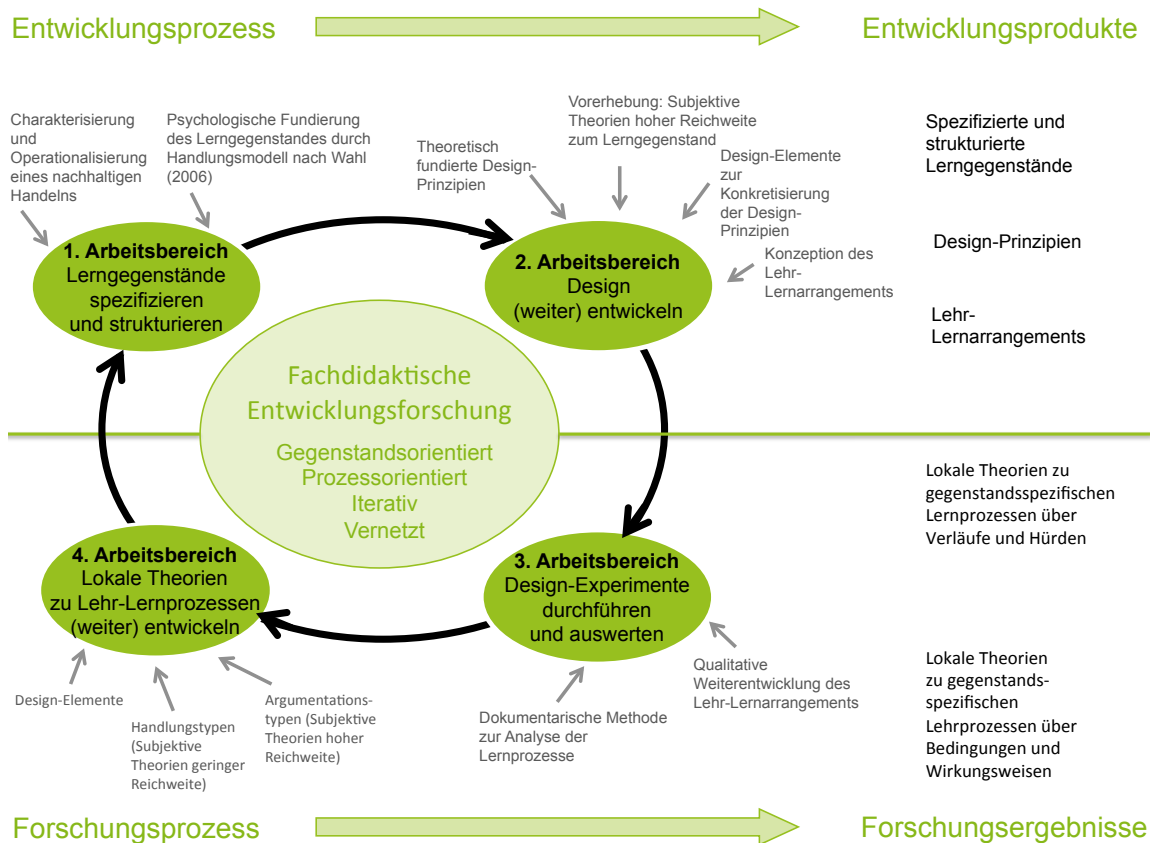 Entwicklungsprozess
Entwicklungsprodukte
Charakterisierung
und
Operationalisierung
eines nachhaltigen
Handelns
Psychologische Fundierung
des Lerngegenstandes durch
Handlungsmodell nach Wahl
(2006)
Theoretisch
fundierte Design-
Prinzipien
Vorerhebung: Subjektive
Theorien hoher Reichweite
zum Lerngegenstand
Design-Elemente
zur
Konkretisierung
der Design-
Prinzipien
Konzeption des
Lehr-
Lernarrangements
Spezifizierte und
strukturierte
Lerngegenstände
Design-Prinzipien
Lehr-
Lernarrangements
1. Arbeitsbereich
Lerngegenstände
spezifizieren
und strukturieren
2. Arbeitsbereich
Design
(weiter) entwickeln
Fachdidaktische
Entwicklungsforschung
Gegenstandsorientiert
Prozessorientiert
Iterativ
Vernetzt
4. Arbeitsbereich
Lokale Theorien
zu Lehr-Lernprozessen
(weiter) entwickeln
3. Arbeitsbereich
Design-Experimente
durchführen
und auswerten
Design-Elemente
Handlungstypen
(Subjektive
Theorien geringer
Reichweite)
Argumentations-
typen (Subjektive
Theorien hoher
Reichweite)
Dokumentarische Methode
zur Analyse der
Lernprozesse
Qualitative
Weiterentwicklung des
Lehr-Lernarrangements
Lokale Theorien zu
gegenstandsspezifischen
Lernprozessen über
Verläufe und Hürden
Lokale Theorien
zu gegenstands-
spezifischen
Lehrprozessen über
Bedingungen und
Wirkungsweisen
Forschungsprozess
Forschungsergebnisse